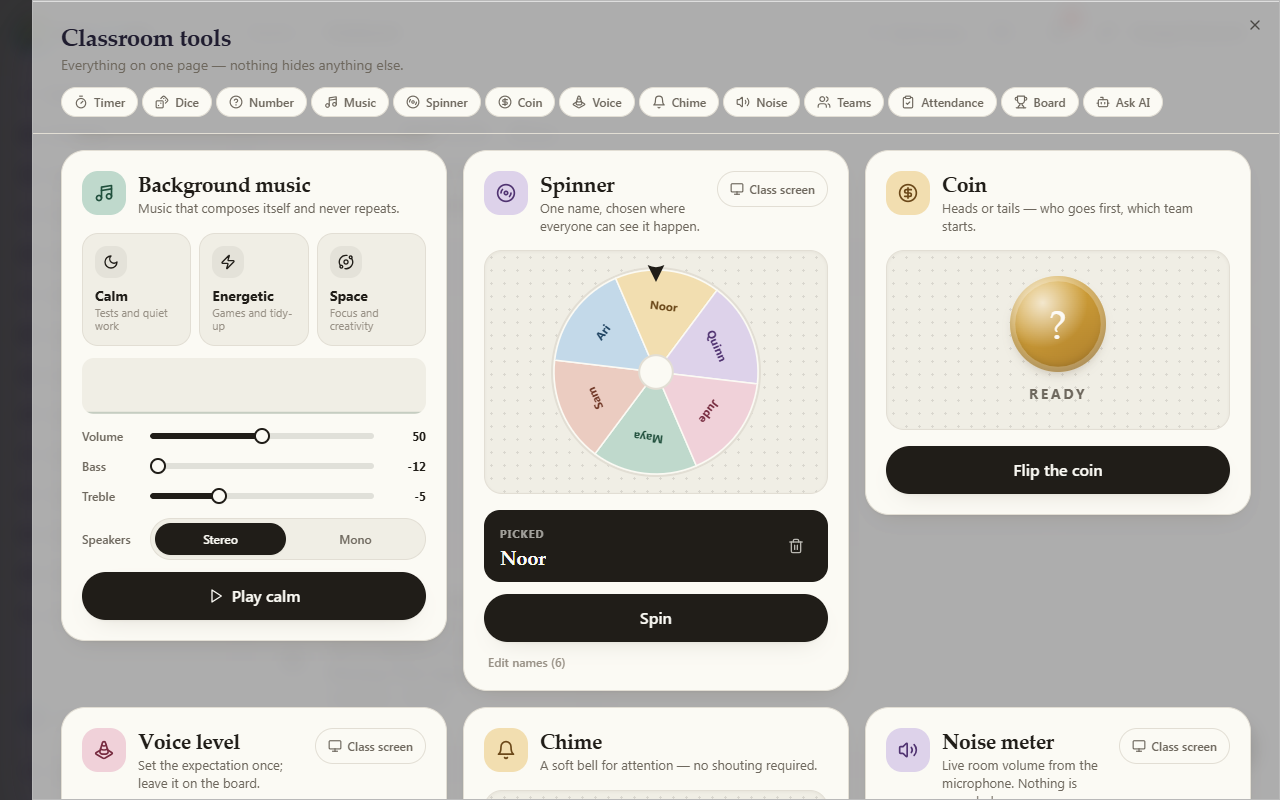 Classroom tools
Everything on one page — nothing hides anything else.
Timer
Dice
Number
Music
Spinner
Coin
Voice
Chime
Noise
Teams
Attendance
Board
Ask AI
Background music
Music that composes itself and never repeats.
Calm
Tests and quiet
work
Energetic
Games and tidy-
up
Space
Focus and
creativity
Volume
50
Bass
-12
Treble
-5
Speakers
Stereo
Mono
Play calm
Spinner
One name, chosen where
everyone can see it happen.
Class screen
Noor
Quinn
Jude
Maya
Sam
Ari
PICKED
Noor
Spin
Edit names (6)
Coin
Heads or tails — who goes first, which team
starts.
?
READY
Flip the coin
Voice level
Set the expectation once;
leave it on the board.
Class screen
Chime
A soft bell for attention — no shouting required.
Noise meter
Live room volume from the
microphone. Nothing is
Class screen